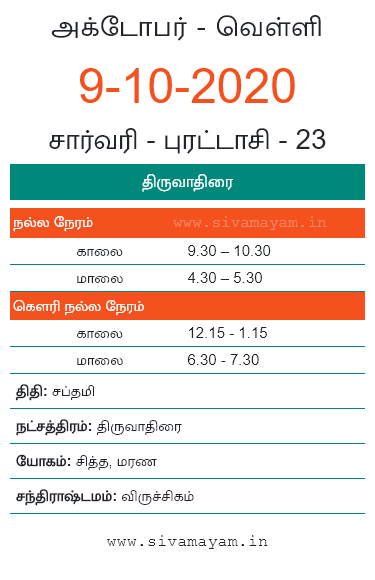 அக்டோபர் - வெள்ளி
9-10-2020
சார்வரி - புரட்டாசி - 23
திருவாதிரை
நல்ல நேரம் www.sivamayam.in
காலை 9.30 – 10.30
மாலை 4.30 – 5.30
கௌரி நல்ல நேரம்
காலை 12.15 - 1.15
மாலை 6.30 - 7.30
திதி: சப்தமி
நட்சத்திரம்: திருவாதிரை
யோகம்: சித்த, மரண
சந்திராஷ்டமம்: விருச்சிகம்
www.sivamayam.in